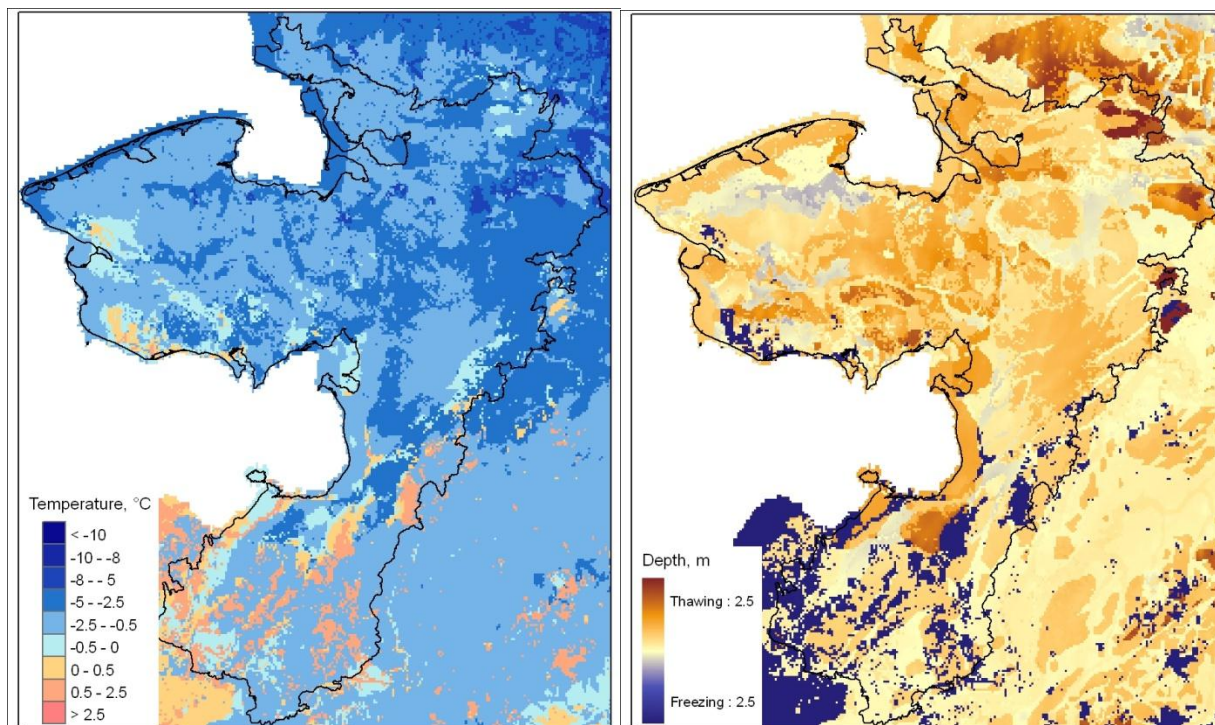 Temperature, °C
< -10
-10 - -8
-8 - -5
-5 - -2.5
-2.5 - -0.5
-0.5 - 0
0 - 0.5
0.5 - 2.5
> 2.5
Depth, m
Thawing : 2.5
Freezing : 2.5